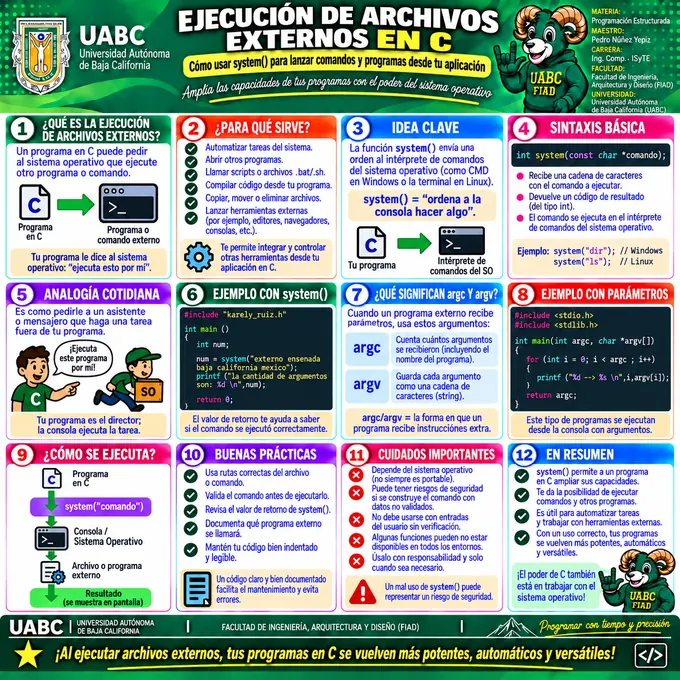 UABC
Universidad Autónoma
de Baja California
EJECUCIÓN DE ARCHIVOS
EXTERNOS EN C
Cómo usar system() para lanzar comandos y programas desde tu aplicación
Amplía las capacidades de tus programas con el poder del sistema operativo
UABC
FIAD
MATERIA:
Programación Estructurada
MAESTRO:
Pedro Núñez Yepiz
CARRERA:
Ing. Comp. - ISyTE
FACULTAD:
Facultad de Ingeniería,
Arquitectura y Diseño (FIAD)
UNIVERSIDAD:
Universidad Autónoma
de Baja California (UABC)
1 ¿QUÉ ES LA EJECUCIÓN
DE ARCHIVOS EXTERNOS?
Un programa en C puede pedir
al sistema operativo que ejecute
otro programa o comando.
C
>_
Programa
en C
Programa o
comando externo
Tu programa le dice al sistema
operativo: "ejecuta esto por mí".
2 ¿PARA QUÉ SIRVE?
Automatizar tareas del sistema.
Abrir otros programas.
Llamar scripts o archivos .bat/.sh.
Compilar código desde tu programa.
Copiar, mover o eliminar archivos.
Lanzar herramientas externas
(por ejemplo, editores, navegadores,
consolas, etc.).
Te permite integrar y controlar
otras herramientas desde tu
aplicación en C.
3 IDEA CLAVE
La función system() envía una
orden al intérprete de comandos
del sistema operativo (como CMD
en Windows o la terminal en Linux).
system() = "ordena a la
consola hacer algo".
C
>_
Tu programa
Intérprete de
comandos del SO
4 SINTAXIS BÁSICA
int system(const char *comando);
Recibe una cadena de caracteres
con el comando a ejecutar.
Devuelve un código de resultado
(del tipo int).
El comando se ejecuta en el intérprete
de comandos del sistema operativo.
Ejemplo: system("dir"); // Windows
system("ls"); // Linux
5 ANALOGÍA COTIDIANA
Es como pedirle a un asistente
o mensajero que haga una tarea
fuera de tu programa.
¡Ejecuta
este programa
por mí!
C
SO
Tu programa es el director;
la consola ejecuta la tarea.
6 EJEMPLO CON system()
#include "karely_ruiz.h"
int main ()
{
int num;
num = system("externo ensenada
baja california mexico");
printf ("la cantidad de argumentos
son: %d \n",num);
return 0;
}
El valor de retorno te ayuda a saber
si el comando se ejecutó correctamente.
7 ¿QUÉ SIGNIFICAN argc Y argv?
Cuando un programa externo recibe
parámetros, usa estos argumentos:
argc
Cuenta cuántos argumentos
se recibieron (incluyendo el
nombre del programa).
argv
Guarda cada argumento
como una cadena de
caracteres (string).
argc/argv = la forma en que un
programa recibe instrucciones extra.
8 EJEMPLO CON PARÁMETROS
#include <stdio.h>
#include <stdlib.h>
int main(int argc, char *argv[])
{
for (int i = 0; i < argc ; i++)
{
printf ("%d --> %s \n",i,argv[i]);
}
return argc;
}
Este tipo de programas se ejecutan
desde la consola con argumentos.
9 ¿CÓMO SE EJECUTA?
C
Programa
en C
system("comando")
>_
Consola /
Sistema Operativo
Archivo o programa
externo
Resultado
(se muestra en pantalla)
10 BUENAS PRÁCTICAS
Usa rutas correctas del archivo
o comando.
Valida el comando antes de ejecutarlo.
Revisa el valor de retorno de system().
Documenta qué programa externo
se llamará.
Mantén tu código bien indentado
y legible.
Un código claro y bien documentado
facilita el mantenimiento y evita
errores.
11 CUIDADOS IMPORTANTES
Depende del sistema operativo
(no siempre es portable).
Puede tener riesgos de seguridad
si se construye el comando con
datos no validados.
No debe usarse con entradas
del usuario sin verificación.
Algunas funciones pueden no estar
disponibles en todos los entornos.
Úsalo con responsabilidad y solo
cuando sea necesario.
Un mal uso de system() puede
representar un riesgo de seguridad.
12 EN RESUMEN
system() permite a un programa
en C ampliar sus capacidades.
Te da la posibilidad de ejecutar
comandos y otros programas.
Es útil para automatizar tareas
y trabajar con herramientas externas.
Con un uso correcto, tus programas
se vuelven más potentes, automáticos
y versátiles.
¡El poder de C también
está en trabajar con el
sistema operativo!
UABC
FIAD
UABC
UNIVERSIDAD AUTÓNOMA
DE BAJA CALIFORNIA
FACULTAD DE INGENIERÍA, ARQUITECTURA Y DISEÑO (FIAD)
Programar con tiempo y precisión
¡Al ejecutar archivos externos, tus programas en C se vuelven más potentes, automáticos y versátiles!
</>